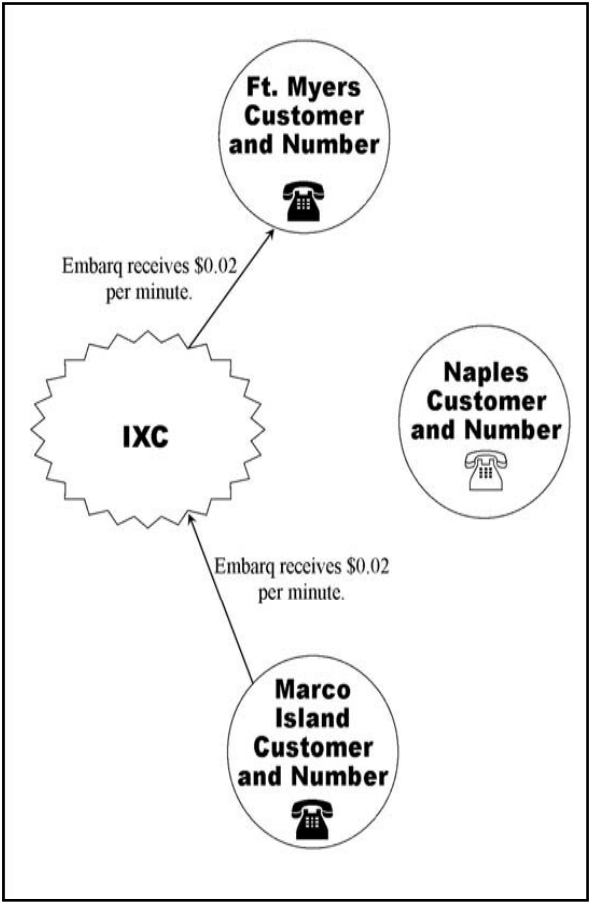 Ft. Myers
Customer
and Number
Embarq receives $0.02
per minute.
IXC
Naples
Customer
and Number
Embarq receives $0.02
per minute.
Marco
Island
Customer
and Number